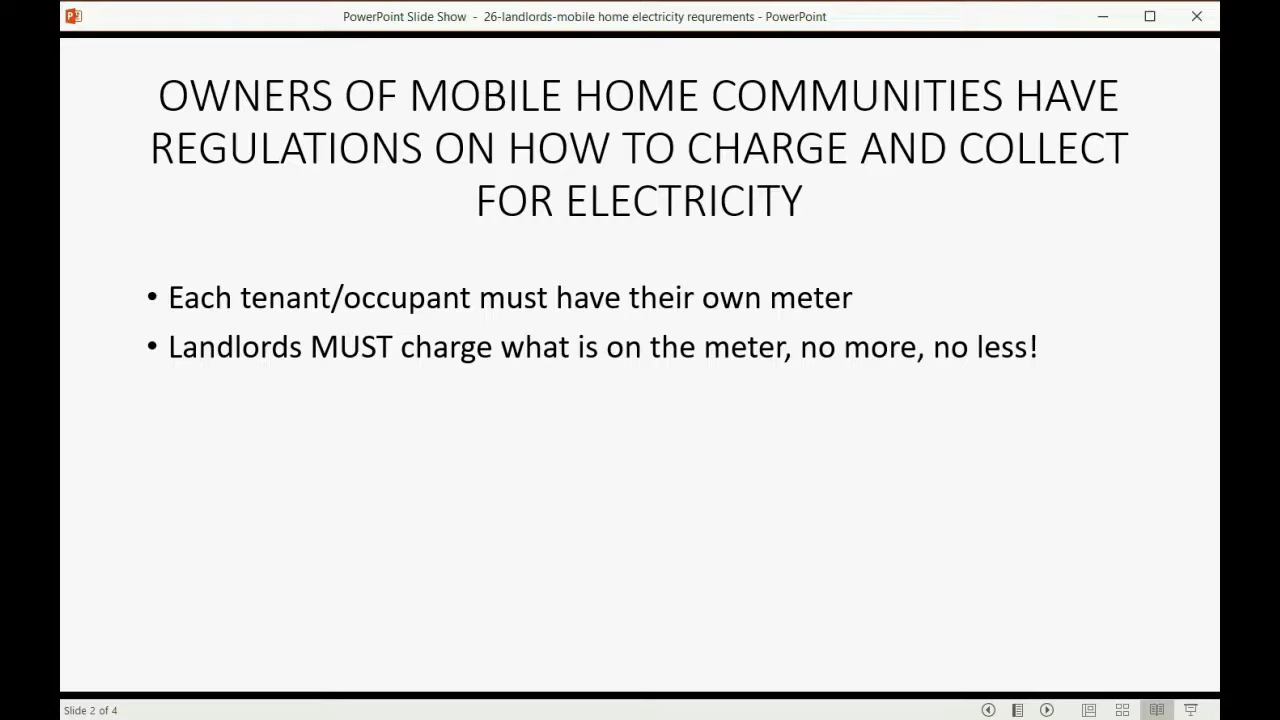 PowerPoint Slide Show - 26-landlords-mobile home electricity requrements - PowerPoint
OWNERS OF MOBILE HOME COMMUNITIES HAVE
REGULATIONS ON HOW TO CHARGE AND COLLECT
FOR ELECTRICITY
• Each tenant/occupant must have their own meter
• Landlords MUST charge what is on the meter, no more, no less!
Slide 2 of 4